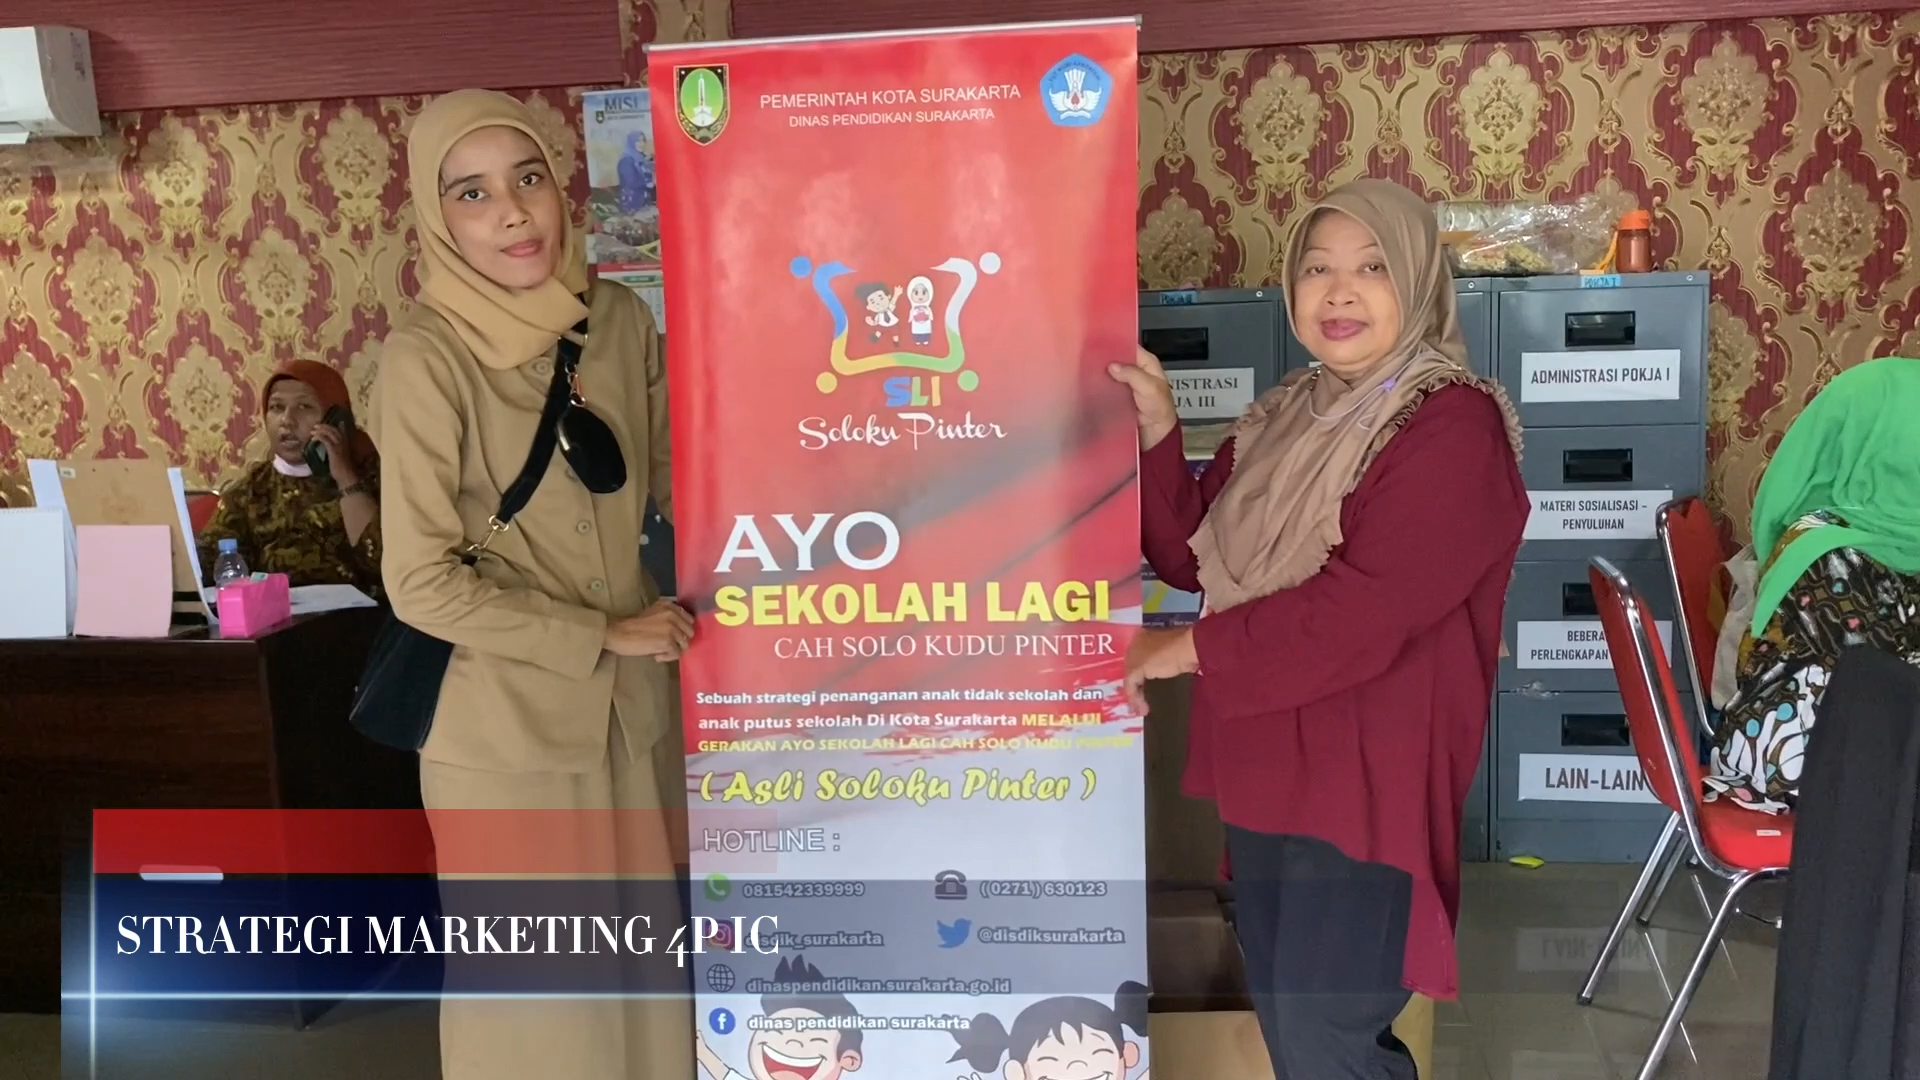 MISI
PEMERINTAH KOTA SURAKARTA
DINAS PENDIDIKAN SURAKARTA
SLI
Soloku Pinter
AYO
SEKOLAH LAGI
CAH SOLO KUDU PINTER
Sebuah strategi penanganan anak tidak sekolah dan
anak putus sekolah Di Kota Surakarta MELALUI
GERAKAN AYO SEKOLAH LAGI CAH SOLO KUDU PINTER
( Asli Soloku Pinter )
HOTLINE :
081542339999
((0271)) 630123
disdik_surakarta
@disdiksurakarta
dinaspendidikan.surakarta.go.id
dinas pendidikan surakarta
STRATEGI MARKETING 4P IC
POKJA I
ADMINISTRASI POKJA I
MATERI SOSIALISASI –
PENYULUHAN
PERLENGKAPAN
LAIN-LAIN